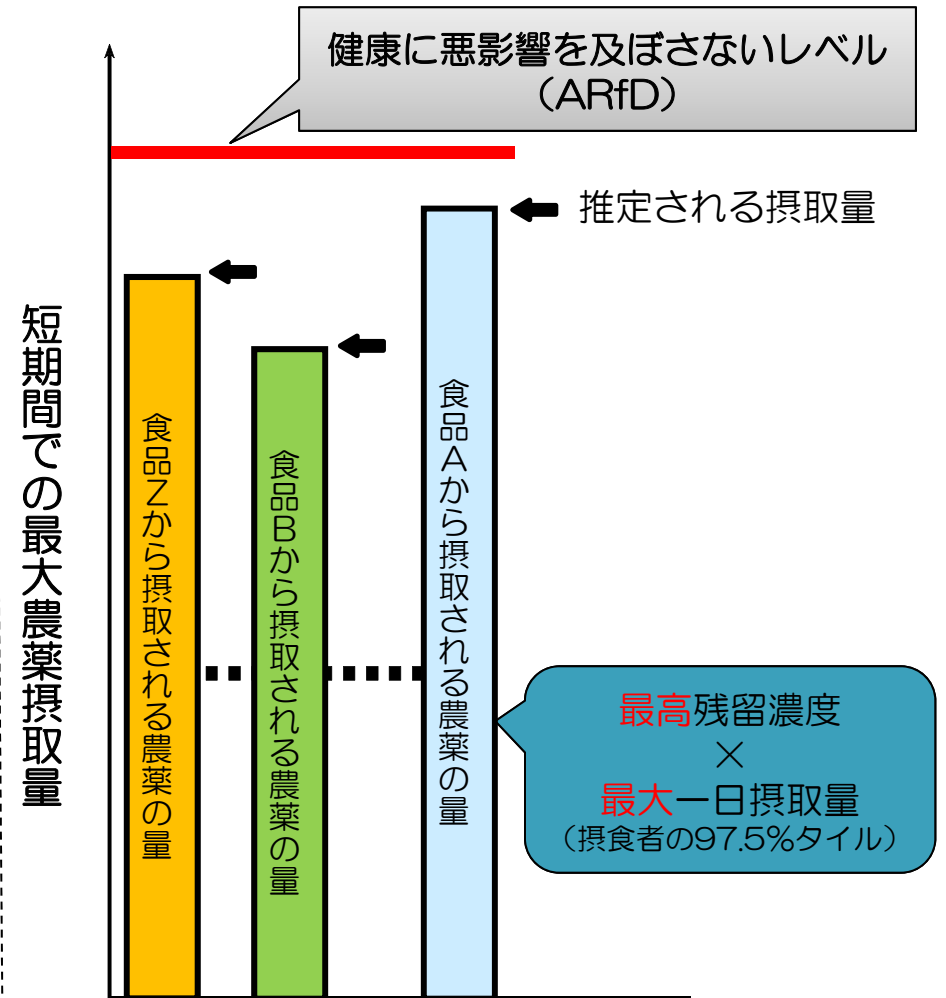 健康に悪影響を及ぼさないレベル
（ARfD）
推定される摂取量
短期間での最大農薬摂取量
食品Ｚから摂取される農薬の量
食品Ｂから摂取される農薬の量
食品Ａから摂取される農薬の量
最高残留濃度
×
最大一日摂取量
（摂食者の97.5%タイル）